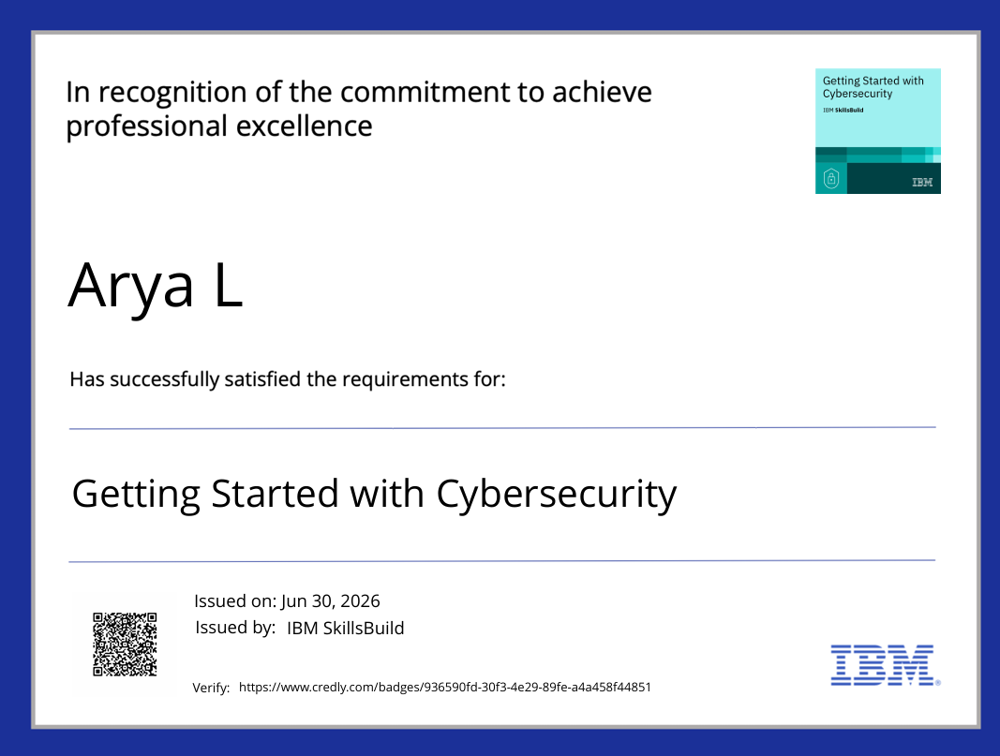 In recognition of the commitment to achieve
professional excellence
Getting Started with
Cybersecurity
IBM SkillsBuild
IBM
Arya L
Has successfully satisfied the requirements for:
Getting Started with Cybersecurity
Issued on: Jun 30, 2026
Issued by: IBM SkillsBuild
Verify: https://www.credly.com/badges/936590fd-30f3-4e29-89fe-a4a458f44851
IBM®